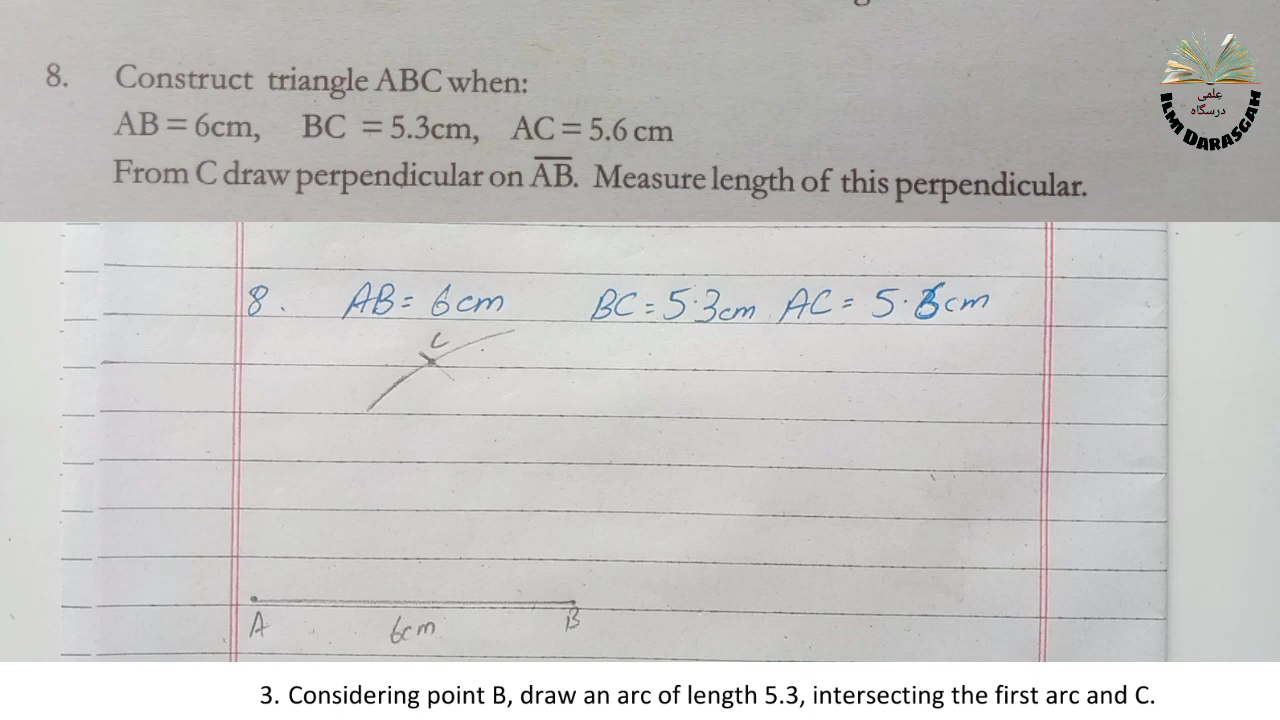 8. Construct triangle ABC when:
AB = 6cm, BC = 5.3cm, AC = 5.6 cm
From C draw perpendicular on A̅B̅. Measure length of this perpendicular.
علمی
درسگاه
ILMI DARASGAH
8. AB = 6cm BC = 5.3cm AC = 5.6cm
C
A 6cm B
3. Considering point B, draw an arc of length 5.3, intersecting the first arc and C.